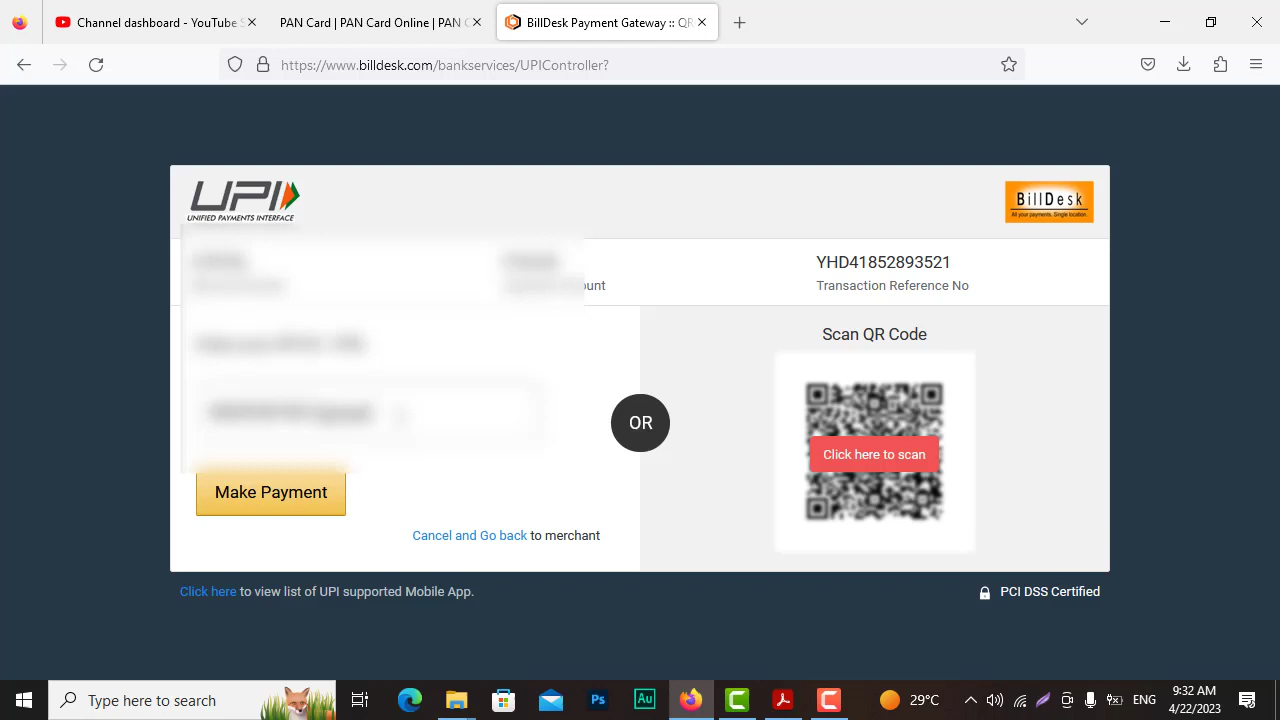 Channel dashboard - YouTube S
PAN Card | PAN Card Online | PAN C
BillDesk Payment Gateway :: QR
https://www.billdesk.com/bankservices/UPIController?
UPI
UNIFIED PAYMENTS INTERFACE
BillDesk
All your payments. Single location.
YHD41852893521
unt
Transaction Reference No
Scan QR Code
OR
Click here to scan
Make Payment
Cancel and Go back to merchant
Click here to view list of UPI supported Mobile App.
PCI DSS Certified
Type here to search
Ps
Au
29°C
ENG
9:32 AM
4/22/2023